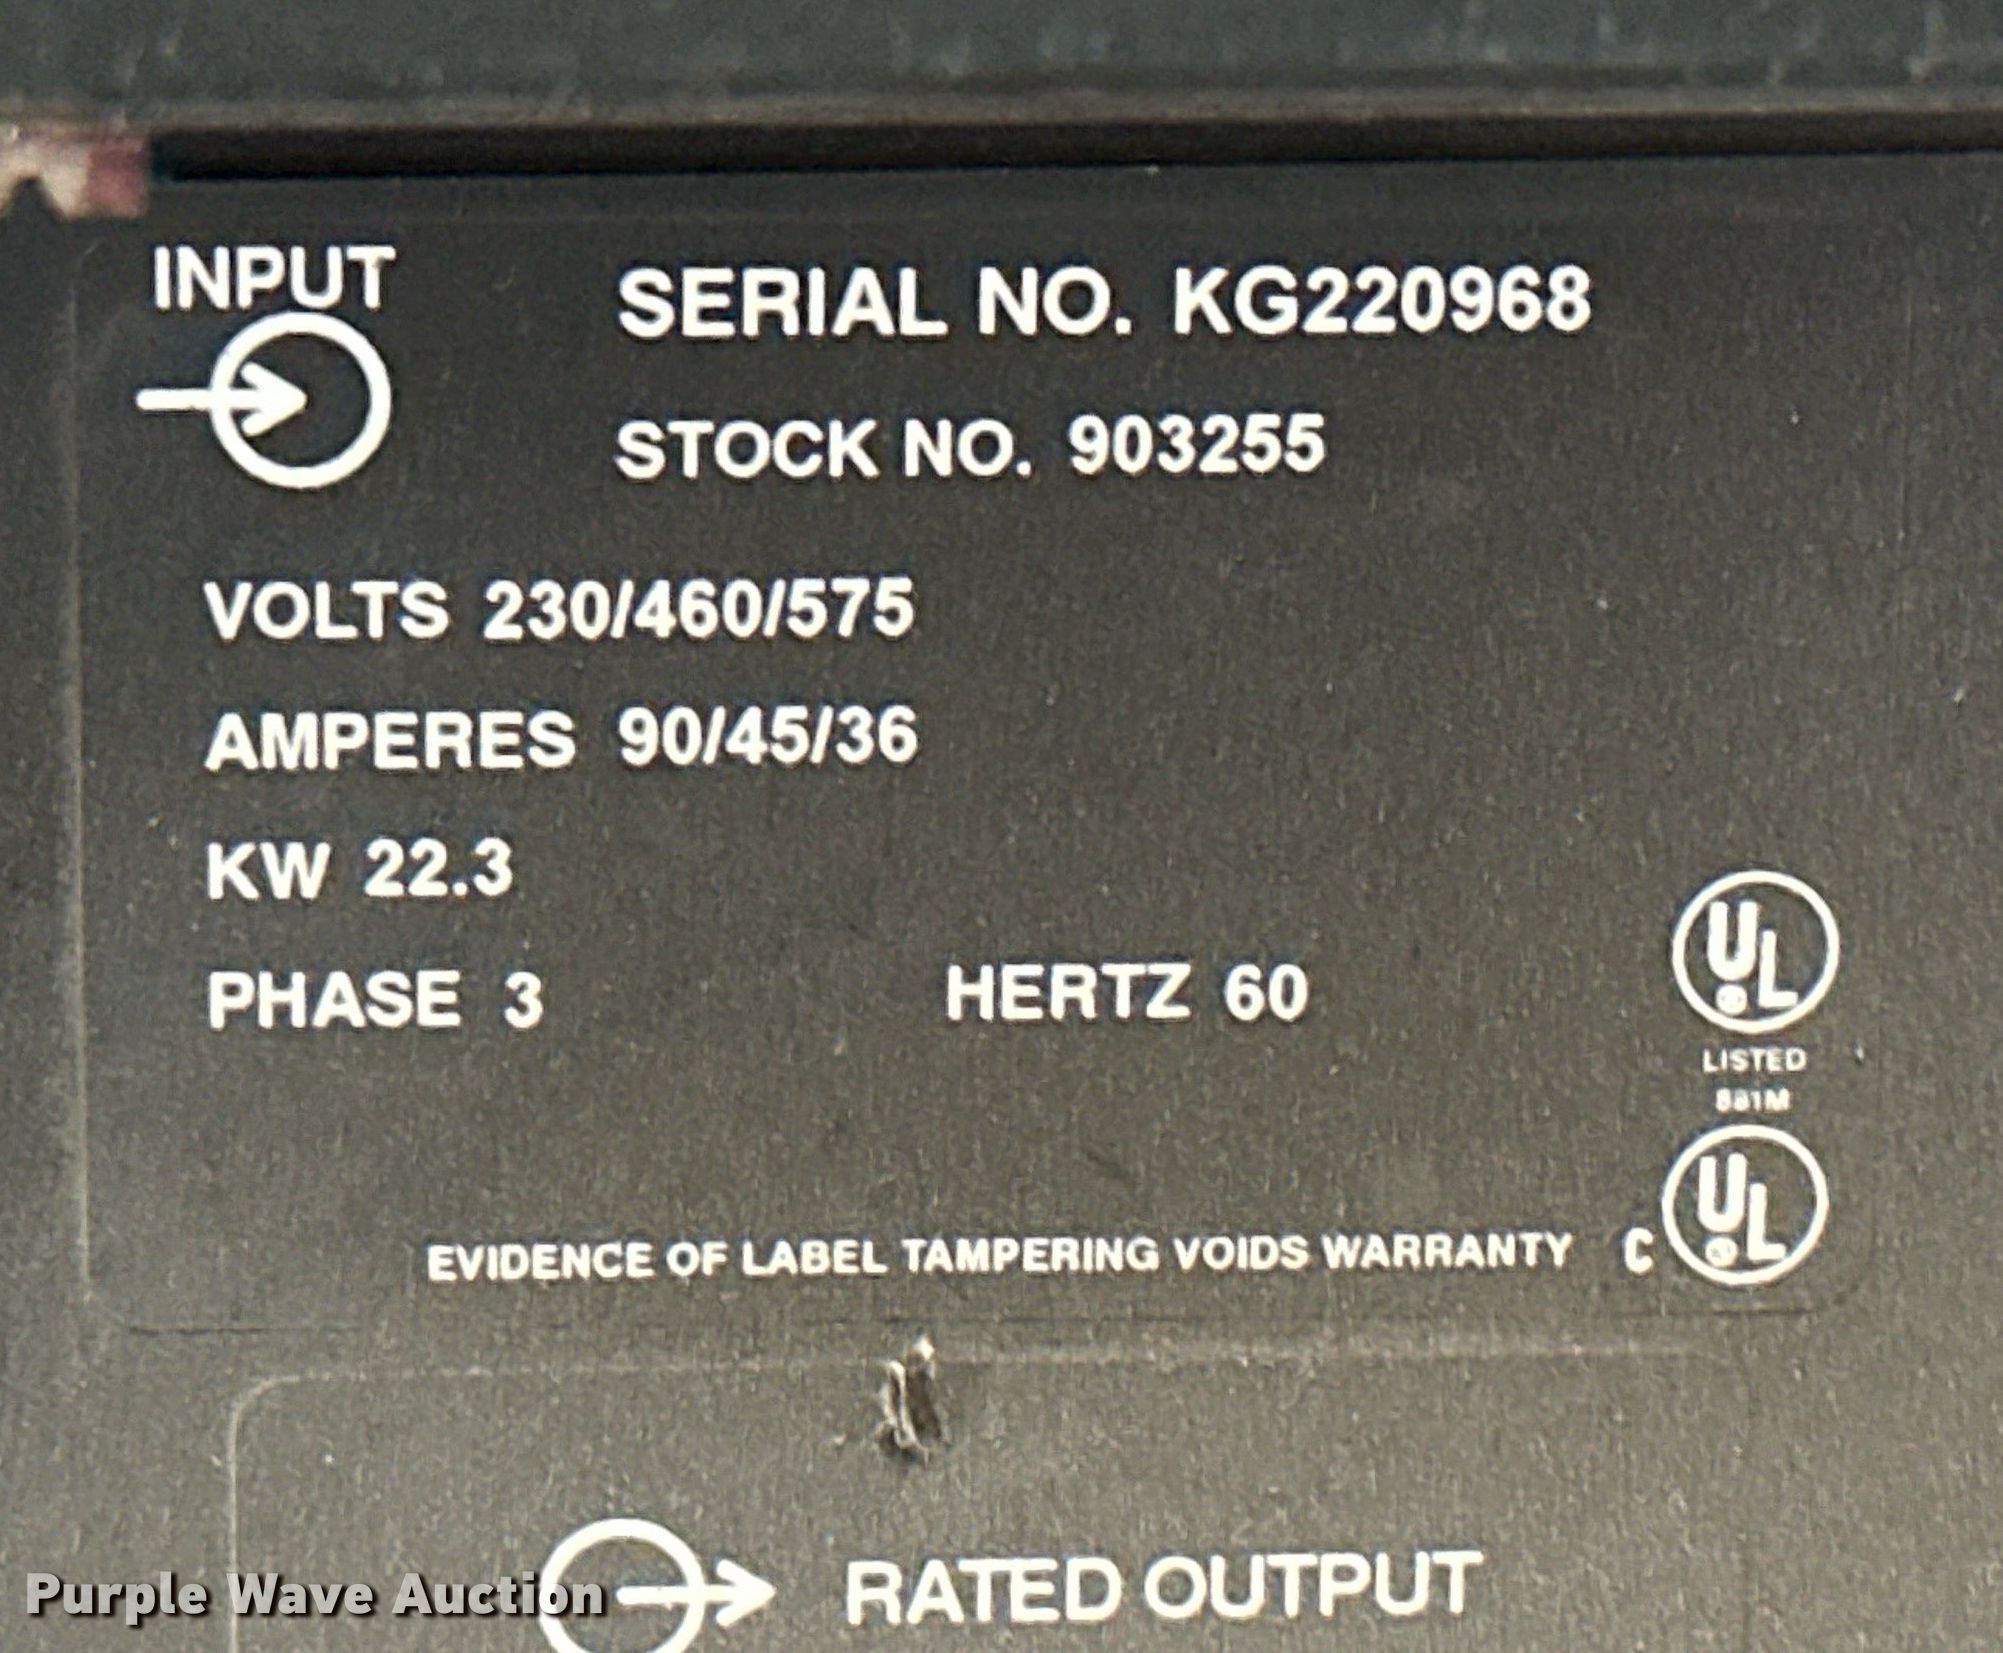 INPUT
SERIAL NO. KG220968
STOCK NO. 903255
VOLTS 230/460/575
AMPERES 90/45/36
KW 22.3
PHASE 3 HERTZ 60
UL
LISTED
EVIDENCE OF LABEL TAMPERING VOIDS WARRANTY C UL
RATED OUTPUT
Purple Wave Auction